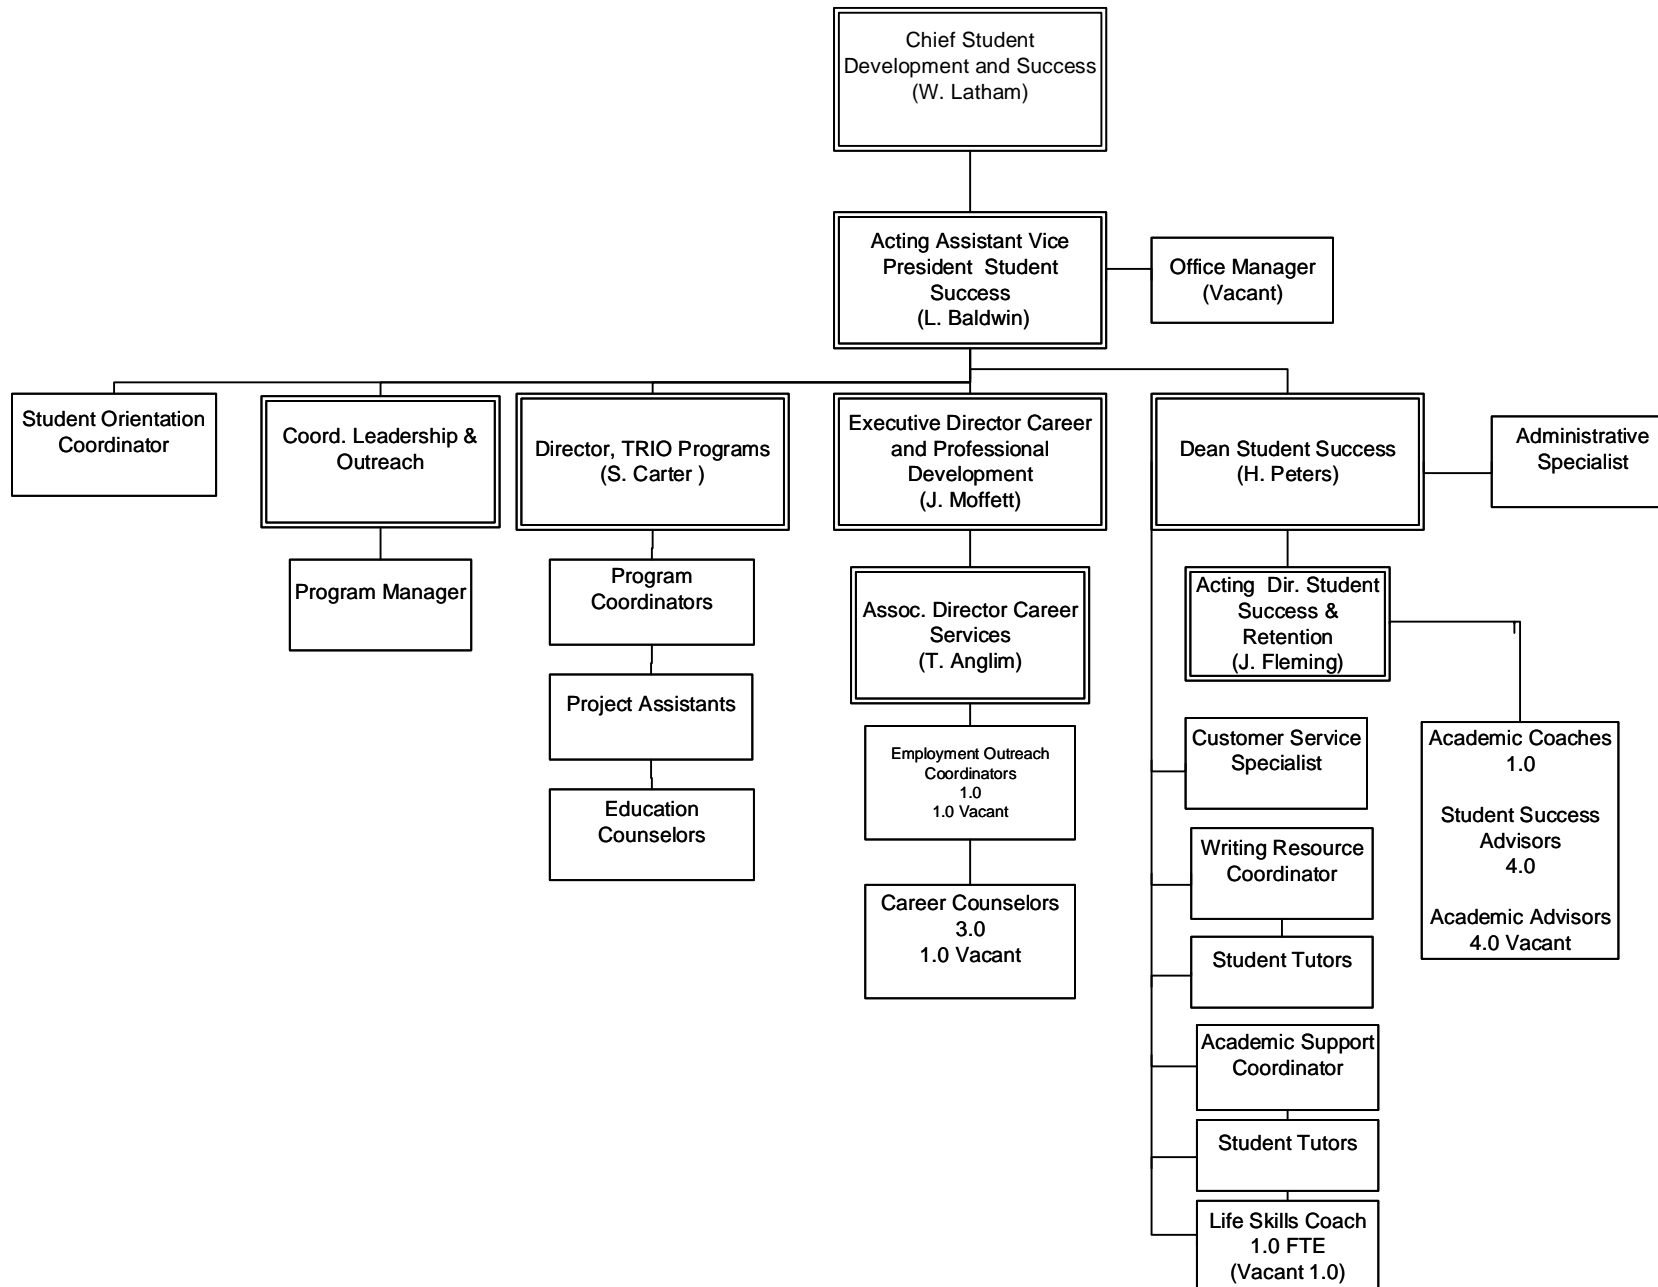 Chief Student
Development and Success
(W. Latham)
Acting Assistant Vice
President Student
Success
(L. Baldwin)
Office Manager
(Vacant)
Student Orientation
Coordinator
Coord. Leadership &
Outreach
Director, TRIO Programs
(S. Carter )
Executive Director Career
and Professional
Development
(J. Moffett)
Dean Student Success
(H. Peters)
Administrative
Specialist
Program Manager
Program
Coordinators
Project Assistants
Education
Counselors
Assoc. Director Career
Services
(T. Anglim)
Employment Outreach
Coordinators
1.0
1.0 Vacant
Career Counselors
3.0
1.0 Vacant
Acting Dir. Student
Success &
Retention
(J. Fleming)
Customer Service
Specialist
Writing Resource
Coordinator
Student Tutors
Academic Support
Coordinator
Student Tutors
Life Skills Coach
1.0 FTE
(Vacant 1.0)
Academic Coaches
1.0
Student Success
Advisors
4.0
Academic Advisors
4.0 Vacant